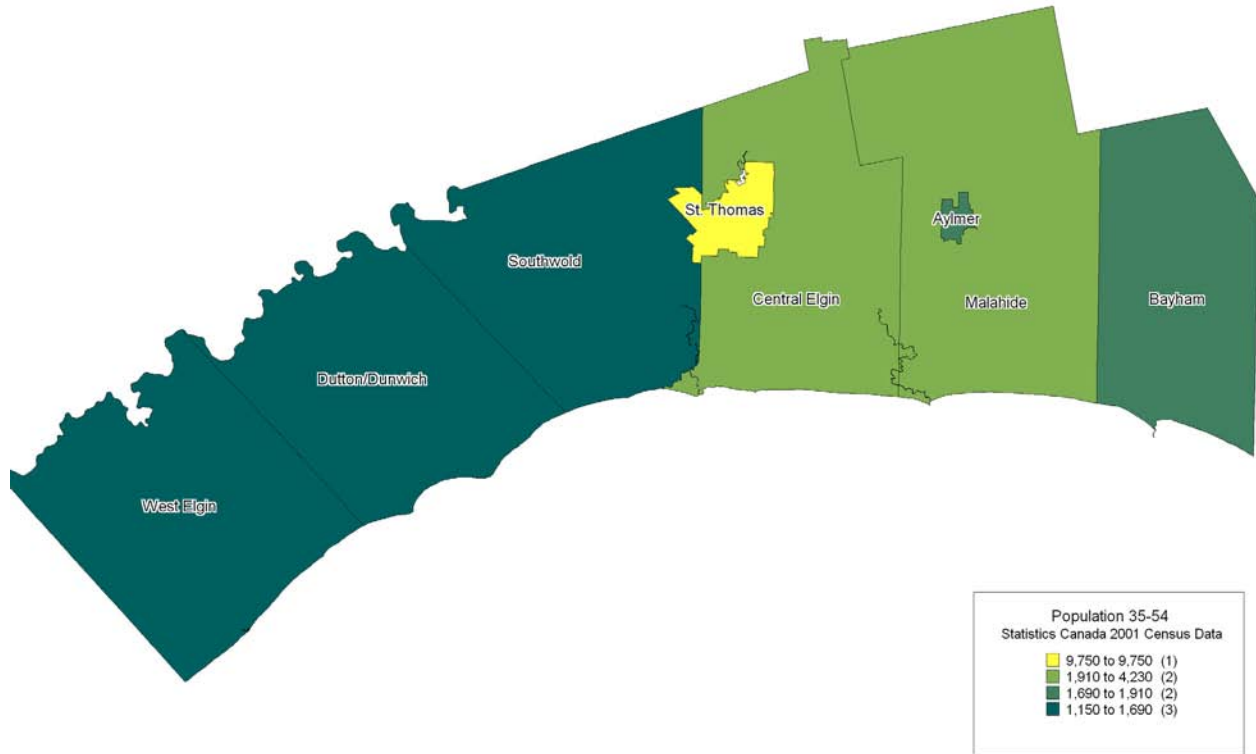 St. Thomas
Aylmer
Southwold
Central Elgin
Malahide
Bayham
Dutton/Dunwich
West Elgin
Population 35-54
Statistics Canada 2001 Census Data
9,750 to 9,750 (1)
1,910 to 4,230 (2)
1,690 to 1,910 (2)
1,150 to 1,690 (3)